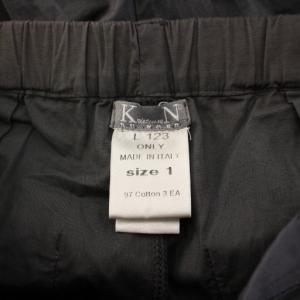 K N
L 123
ONLY
MADE IN ITALY
size 1
97 Cotton 3 EA